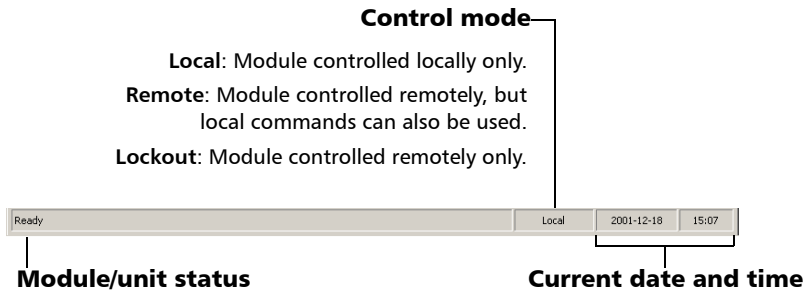 Control mode
Local: Module controlled locally only.
Remote: Module controlled remotely, but
local commands can also be used.
Lockout: Module controlled remotely only.
Ready Local 2001-12-18 15:07
Module/unit status Current date and time